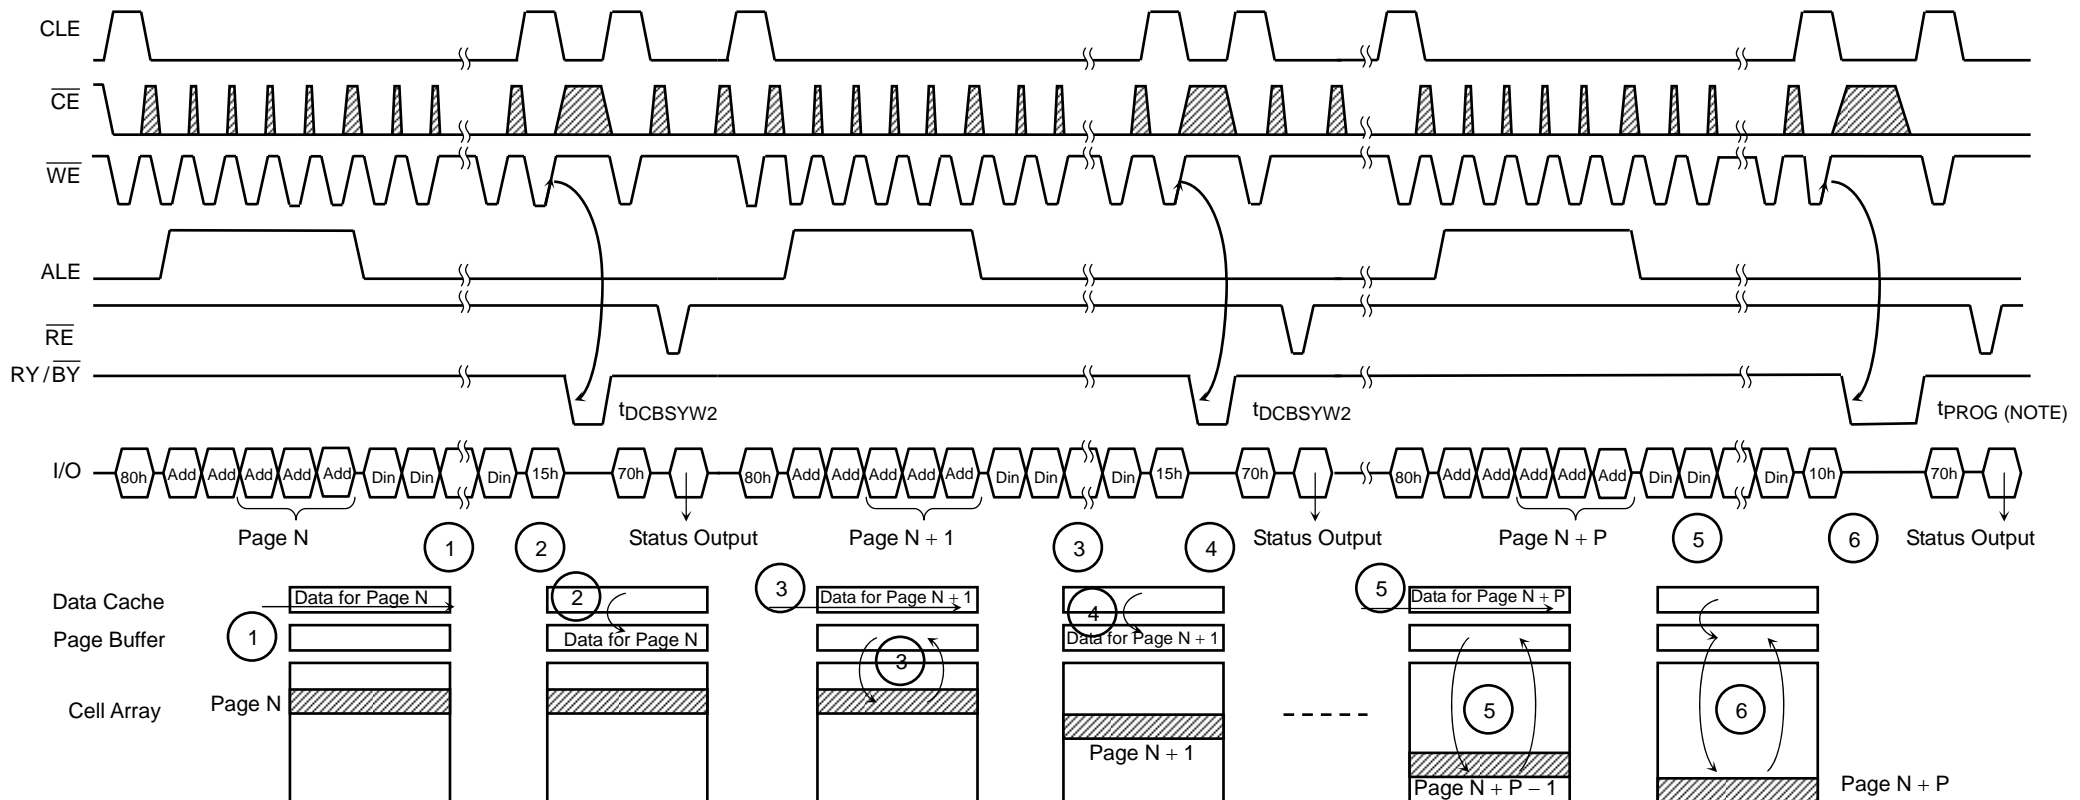 CLE
CE
WE
ALE
RE
RY/BY
tDCBSYW2
tDCBSYW2
tPROG (NOTE)
I/O
80h Add Add Add Add Add Din Din Din 15h 70h 80h Add Add Add Add Add Din Din Din 15h 70h 80h Add Add Add Add Add Din Din Din 10h 70h
Page N 1 2 Status Output Page N + 1 3 4 Status Output Page N + P 5 6 Status Output
Data Cache Data for Page N 2 3 Data for Page N + 1 4 5 Data for Page N + P
Page Buffer 1 Data for Page N Data for Page N + 1
3
Cell Array Page N 5 6
Page N + 1
Page N + P − 1 Page N + P